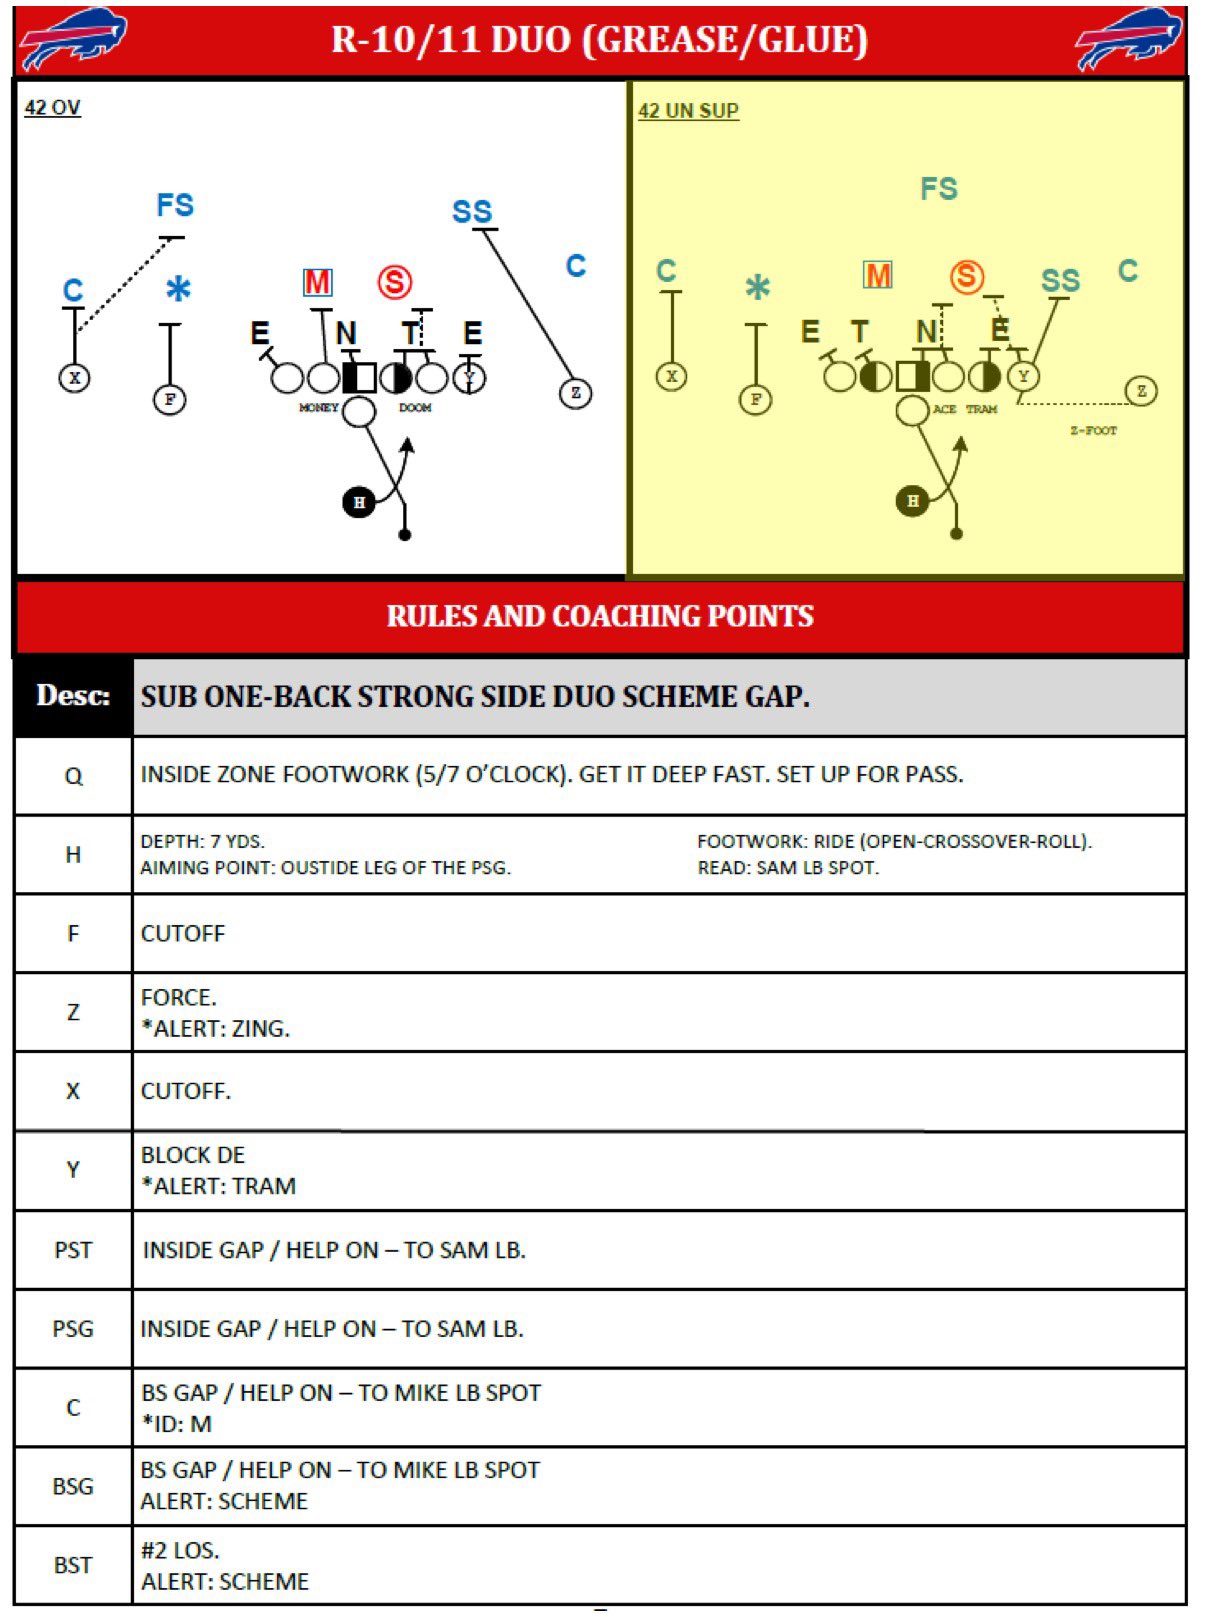 R-10/11 DUO (GREASE/GLUE)
42 OV
FS
SS
C
C
*
M
S
E
N
T
E
X
F
Y
Z
MONEY
DOOM
H
42 UN SUP
FS
C
*
M
S
SS
C
E
T
N
E
X
F
Y
Z
ACE TRAM
Z-FOOT
H
RULES AND COACHING POINTS
Desc: SUB ONE-BACK STRONG SIDE DUO SCHEME GAP.
Q INSIDE ZONE FOOTWORK (5/7 O’CLOCK). GET IT DEEP FAST. SET UP FOR PASS.
H
DEPTH: 7 YDS. FOOTWORK: RIDE (OPEN-CROSSOVER-ROLL).
AIMING POINT: OUSTIDE LEG OF THE PSG. READ: SAM LB SPOT.
F CUTOFF
Z
FORCE.
*ALERT: ZING.
X CUTOFF.
Y
BLOCK DE
*ALERT: TRAM
PST INSIDE GAP / HELP ON – TO SAM LB.
PSG INSIDE GAP / HELP ON – TO SAM LB.
C
BS GAP / HELP ON – TO MIKE LB SPOT
*ID: M
BSG
BS GAP / HELP ON – TO MIKE LB SPOT
ALERT: SCHEME
BST
#2 LOS.
ALERT: SCHEME